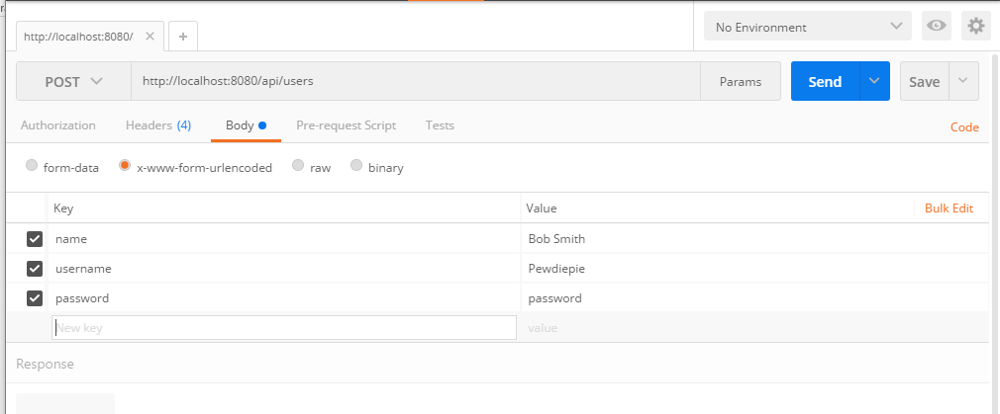 http://localhost:8080/ × +
No Environment
POST http://localhost:8080/api/users Params Send Save
Authorization Headers (4) Body Pre-request Script Tests Code
form-data x-www-form-urlencoded raw binary
Key Value Bulk Edit
name Bob Smith
username Pewdiepie
password password
New key value
Response